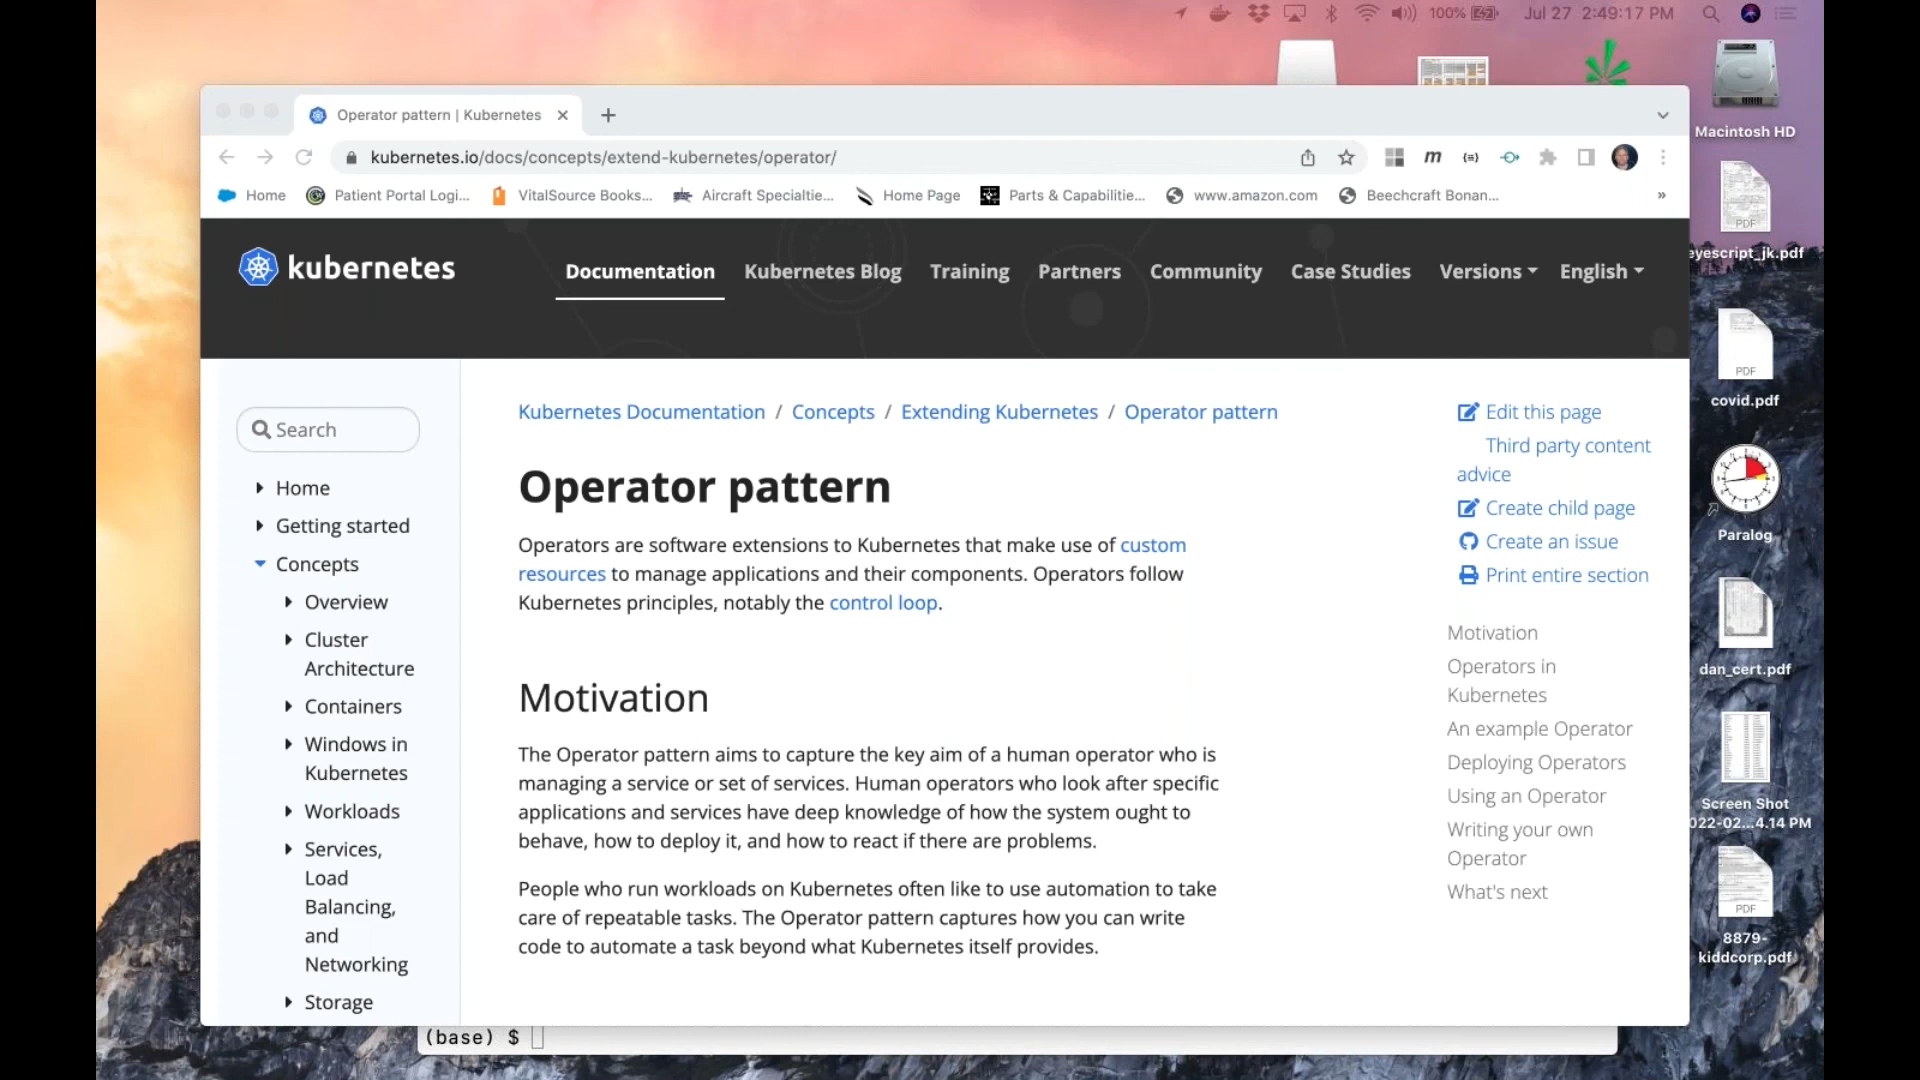 100%
Jul 27 2:49:17 PM
Operator pattern | Kubernetes
kubernetes.io/docs/concepts/extend-kubernetes/operator/
m
Home
Patient Portal Logi...
VitalSource Books...
Aircraft Specialtie...
Home Page
Parts & Capabilitie...
www.amazon.com
Beechcraft Bonan...
»
kubernetes
Documentation
Kubernetes Blog
Training
Partners
Community
Case Studies
Versions
English
Search
Home
Getting started
Concepts
Overview
Cluster
Architecture
Containers
Windows in
Kubernetes
Workloads
Services,
Load
Balancing,
and
Networking
Storage
Kubernetes Documentation / Concepts / Extending Kubernetes / Operator pattern
Operator pattern
Operators are software extensions to Kubernetes that make use of custom
resources to manage applications and their components. Operators follow
Kubernetes principles, notably the control loop.
Motivation
The Operator pattern aims to capture the key aim of a human operator who is
managing a service or set of services. Human operators who look after specific
applications and services have deep knowledge of how the system ought to
behave, how to deploy it, and how to react if there are problems.
People who run workloads on Kubernetes often like to use automation to take
care of repeatable tasks. The Operator pattern captures how you can write
code to automate a task beyond what Kubernetes itself provides.
Edit this page
Third party content
advice
Create child page
Create an issue
Print entire section
Motivation
Operators in
Kubernetes
An example Operator
Deploying Operators
Using an Operator
Writing your own
Operator
What's next
Macintosh HD
PDF
eyescript_jk.pdf
PDF
covid.pdf
Paralog
dan_cert.pdf
Screen Shot
022-02...4.14 PM
PDF
8879-
kiddcorp.pdf
(base) $